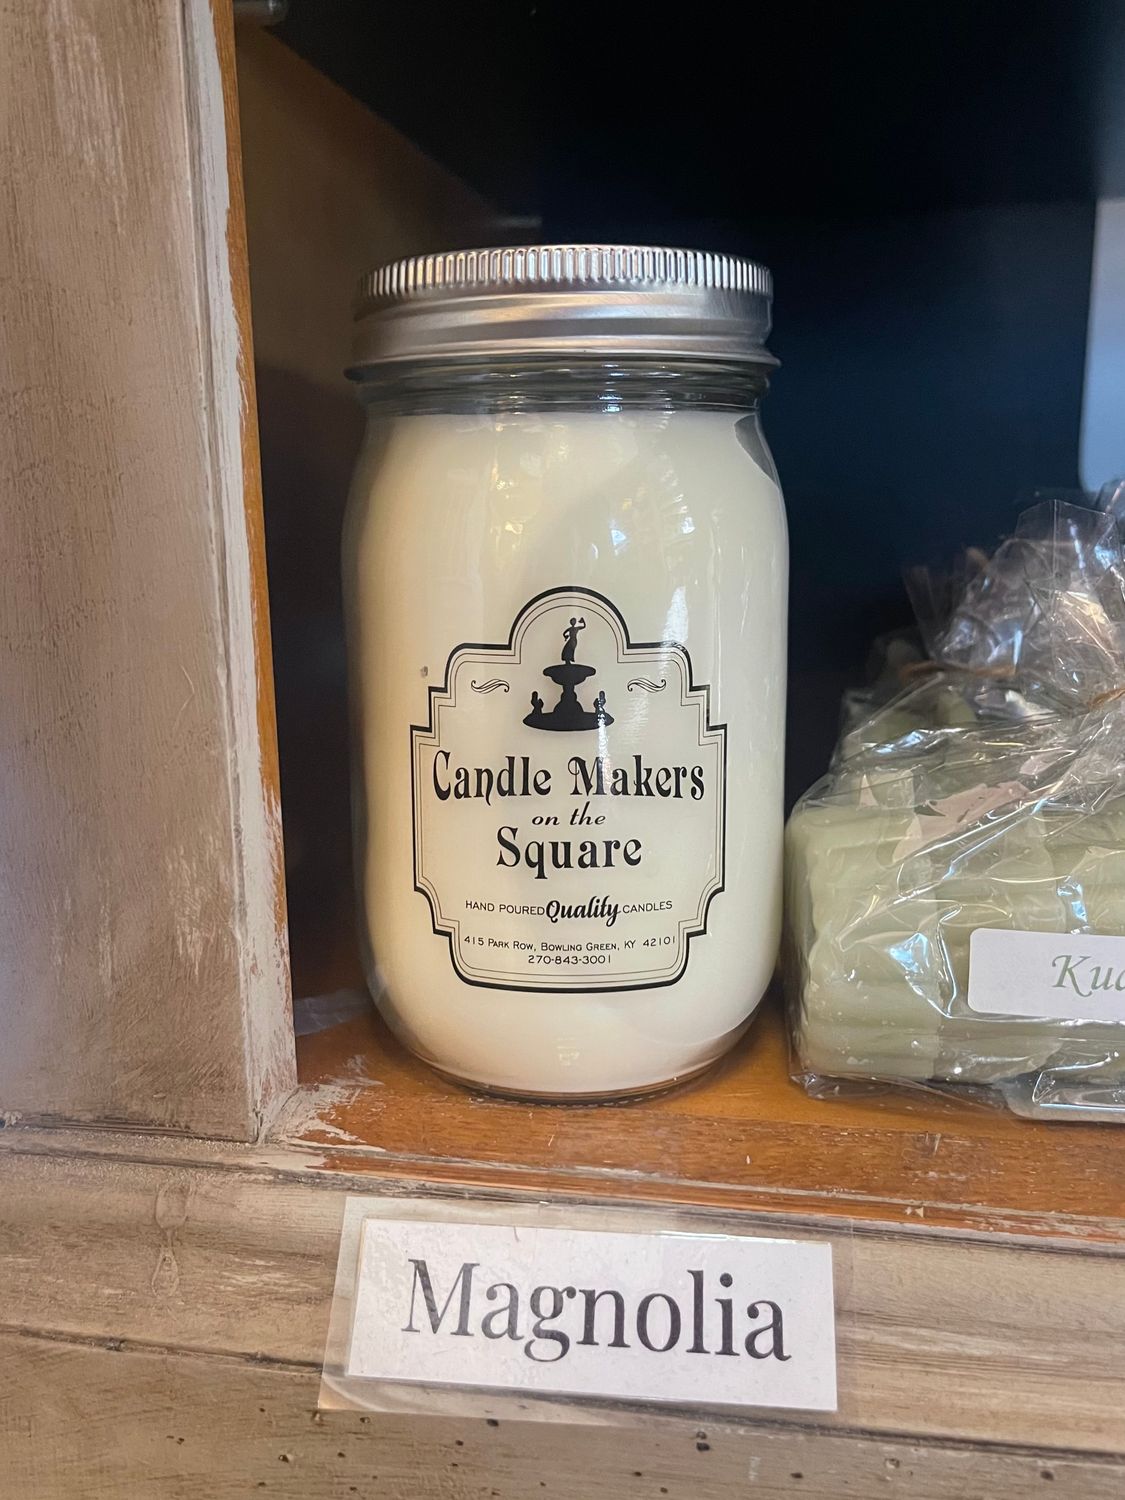 Candle Makers
on the
Square
HAND POURED Quality CANDLES
415 PARK ROW, BOWLING GREEN, KY 42101
270-843-3001
Magnolia